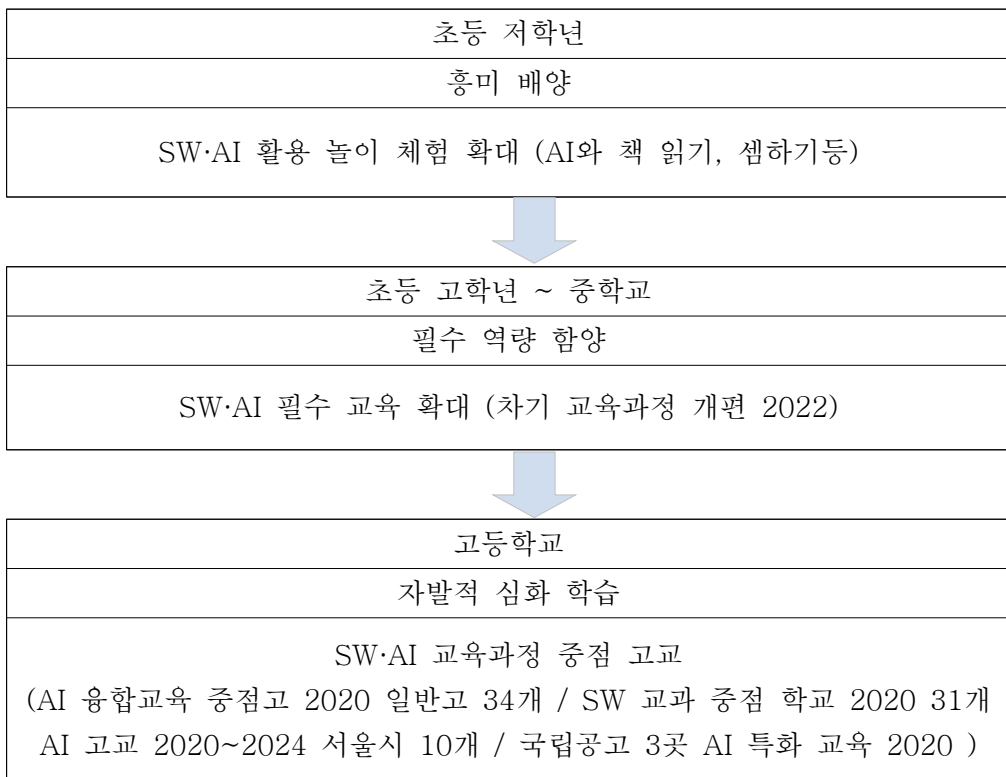 초등 저학년
흥미 배양
SW·AI 활용 놀이 체험 확대 (AI와 책 읽기, 셈하기등)
초등 고학년 ~ 중학교
필수 역량 함양
SW·AI 필수 교육 확대 (차기 교육과정 개편 2022)
고등학교
자발적 심화 학습
SW·AI 교육과정 중점 고교
(AI 융합교육 중점고 2020 일반고 34개 / SW 교과 중점 학교 2020 31개
AI 고교 2020~2024 서울시 10개 / 국립공고 3곳 AI 특화 교육 2020 )